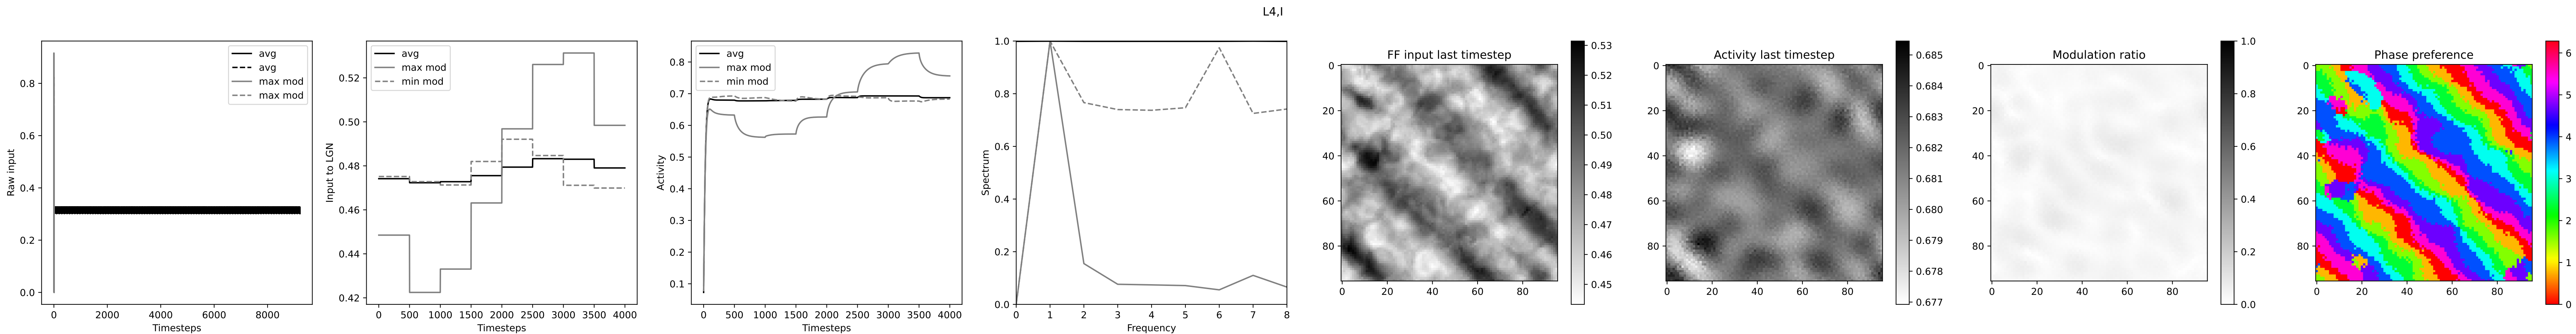 L4,I
Raw input
0.8
0.6
0.4
0.2
0.0
avg
avg
max mod
max mod
0 2000 4000 6000 8000
Timesteps
Input to LGN
0.52
0.50
0.48
0.46
0.44
0.42
avg
max mod
min mod
0 500 1000 1500 2000 2500 3000 3500 4000
Timesteps
Activity
0.8
0.7
0.6
0.5
0.4
0.3
0.2
0.1
avg
max mod
min mod
0 500 1000 1500 2000 2500 3000 3500 4000
Timesteps
Spectrum
1.0
0.8
0.6
0.4
0.2
0.0
0 1 2 3 4 5 6 7 8
Frequency
FF input last timestep
0
20
40
60
80
0 20 40 60 80
0.53
0.52
0.51
0.50
0.49
0.48
0.47
0.46
0.45
Activity last timestep
0
20
40
60
80
0 20 40 60 80
0.685
0.684
0.683
0.682
0.681
0.680
0.679
0.678
0.677
Modulation ratio
0
20
40
60
80
0 20 40 60 80
1.0
0.8
0.6
0.4
0.2
0.0
Phase preference
0
20
40
60
80
0 20 40 60 80
6
5
4
3
2
1
0